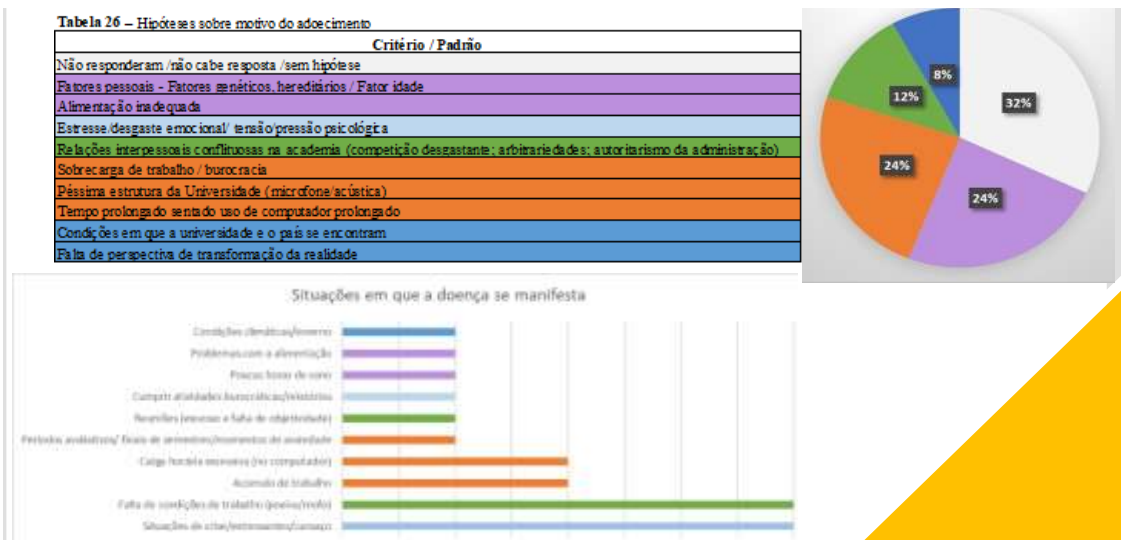 Tabela 26 – Hipóteses sobre motivo do adoecimento
Critério / Padrão
Não responderam /não cabe resposta /sem hipótese
Fatores pessoais - Fatores genéticos, hereditários / Fator idade
Alimentação inadequada
Estresse/desgaste emocional/ tensão/pressão psicológica
Relações interpessoais conflituosas na academia (competição desgastante; arbitrariedades; autoritarismo da administração)
Sobrecarga de trabalho / burocracia
Péssima estrutura da Universidade (microfone/acústica)
Tempo prolongado sentado uso de computador prolongado
Condições em que a universidade e o país se encontram
Falta de perspectiva de transformação da realidade
8%
12%
32%
24%
24%
Situações em que a doença se manifesta
Condições climáticas/inverno
Problemas com a alimentação
Poucas horas de sono
Cumprir atividades burocráticas/relatórios
Reuniões (excesso e falta de objetividade)
Períodos avaliativos/ finais de semestres/momentos de ansiedade
Carga horária excessiva (no computador)
Acúmulo de trabalho
Falta de condições de trabalho (poeira/mofo)
Situações de crise/estressantes/cansaço